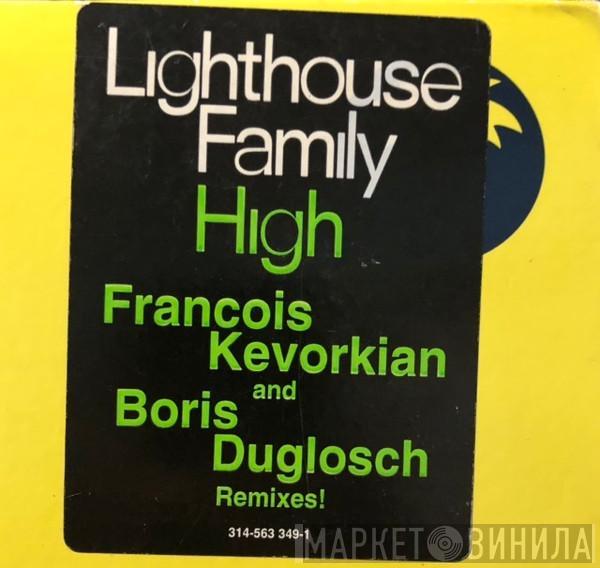 Lighthouse
Family
High
Francois
Kevorkian
and
Boris
Duglosch
Remixes!
314-563 349-1
МАРКЕТ ВИНИЛА